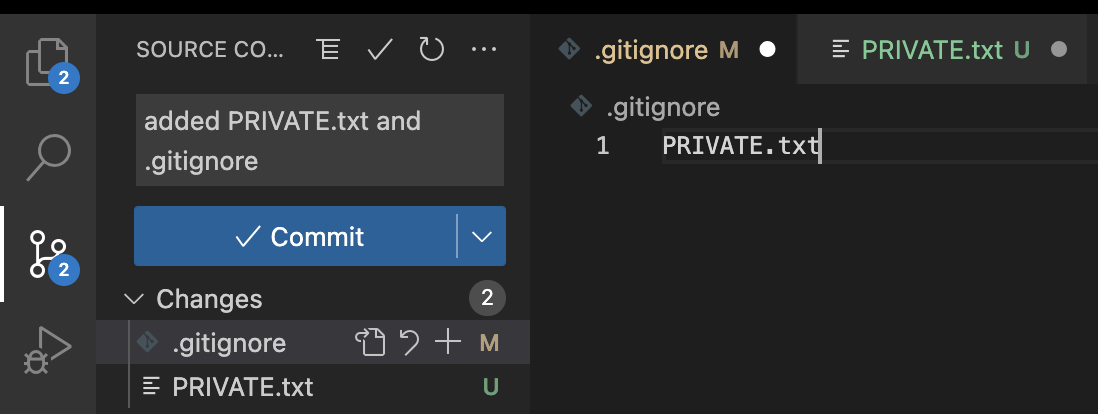 2
2
SOURCE CO...
added PRIVATE.txt and
.gitignore
Commit
Changes 2
.gitignore M
PRIVATE.txt U
.gitignore M PRIVATE.txt U
.gitignore
1 PRIVATE.txt